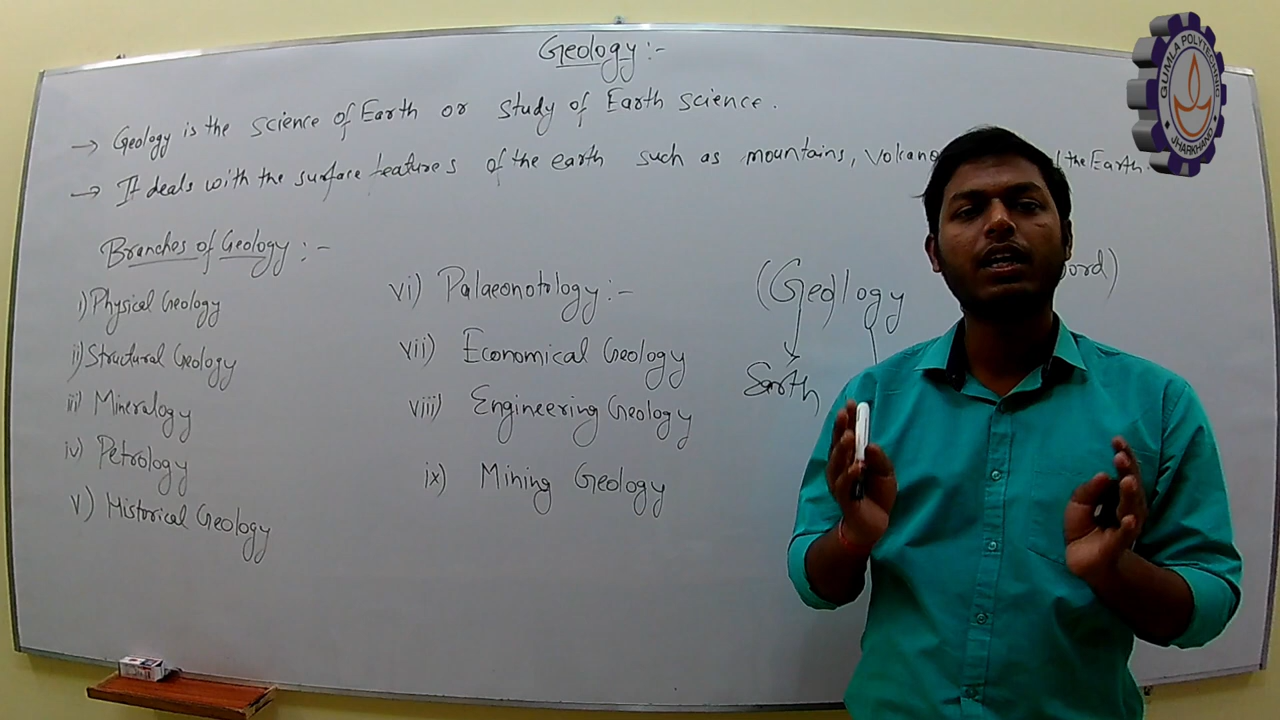 Geology :-
→ Geology is the science of Earth or study of Earth science.
→ It deals with the surface features of the earth such as mountains, Volcano the Earth.
Branches of Geology :-
i) Physical Geology
ii) Structural Geology
iii) Mineralogy
iv) Petrology
v) Historical Geology
vi) Palaeonotology :-
vii) Economical Geology
viii) Engineering Geology
ix) Mining Geology
(Geo)logy
ord)
Earth
GUMLA POLYTECHNIC
JHARKHAND